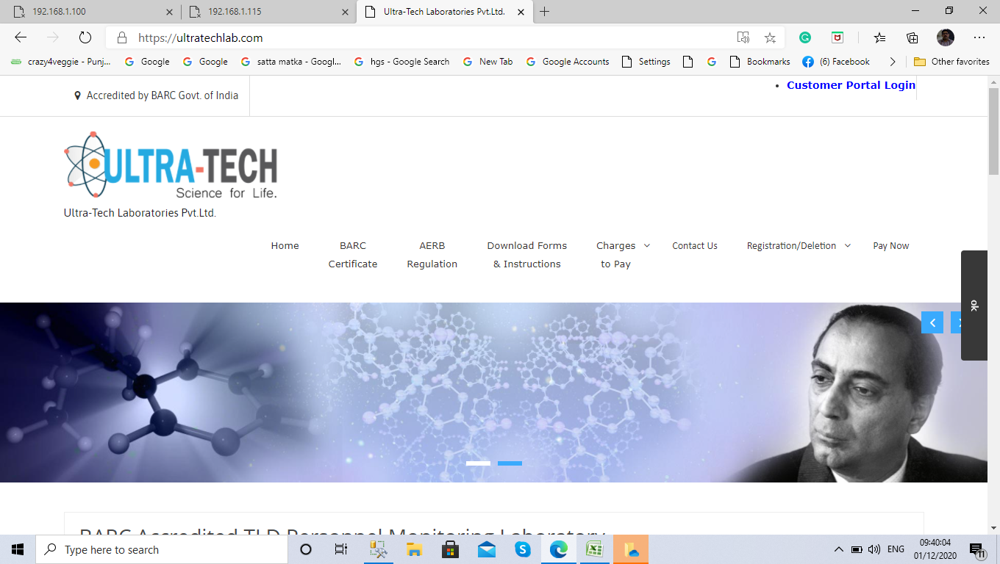 192.168.1.100
192.168.1.115
Ultra-Tech Laboratories Pvt.Ltd.
https://ultratechlab.com
crazy4veggie - Punj...
Google
Google
satta matka - Googl...
hgs - Google Search
New Tab
Google Accounts
Settings
Bookmarks
(6) Facebook
Other favorites
Accredited by BARC Govt. of India
• Customer Portal Login
ULTRA-TECH
Science for Life.
Ultra-Tech Laboratories Pvt.Ltd.
Home
BARC
Certificate
AERB
Regulation
Download Forms
& Instructions
Charges
to Pay
Contact Us
Registration/Deletion
Pay Now
ok
BARC Accredited TLD Personnel Monitoring Laboratory
Type here to search
ENG
09:40:04
01/12/2020
11